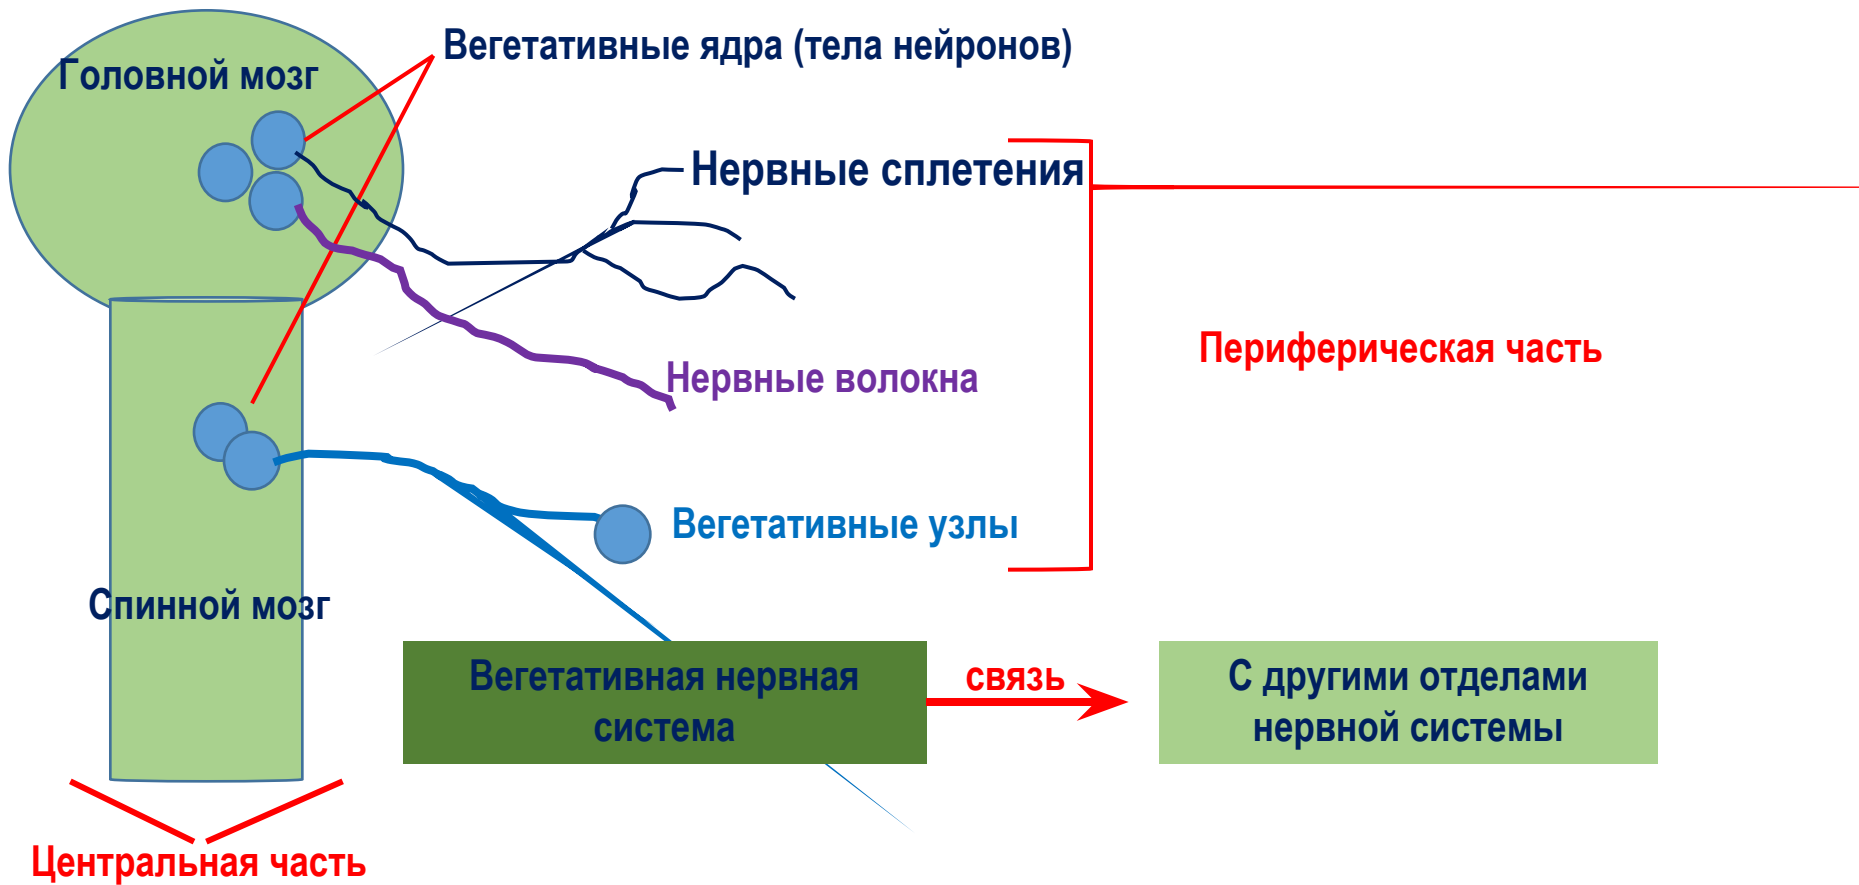 Вегетативные ядра (тела нейронов)
Головной мозг
Нервные сплетения
Периферическая часть
Нервные волокна
Вегетативные узлы
Спинной мозг
Вегетативная нервная
система
связь
С другими отделами
нервной системы
Центральная часть